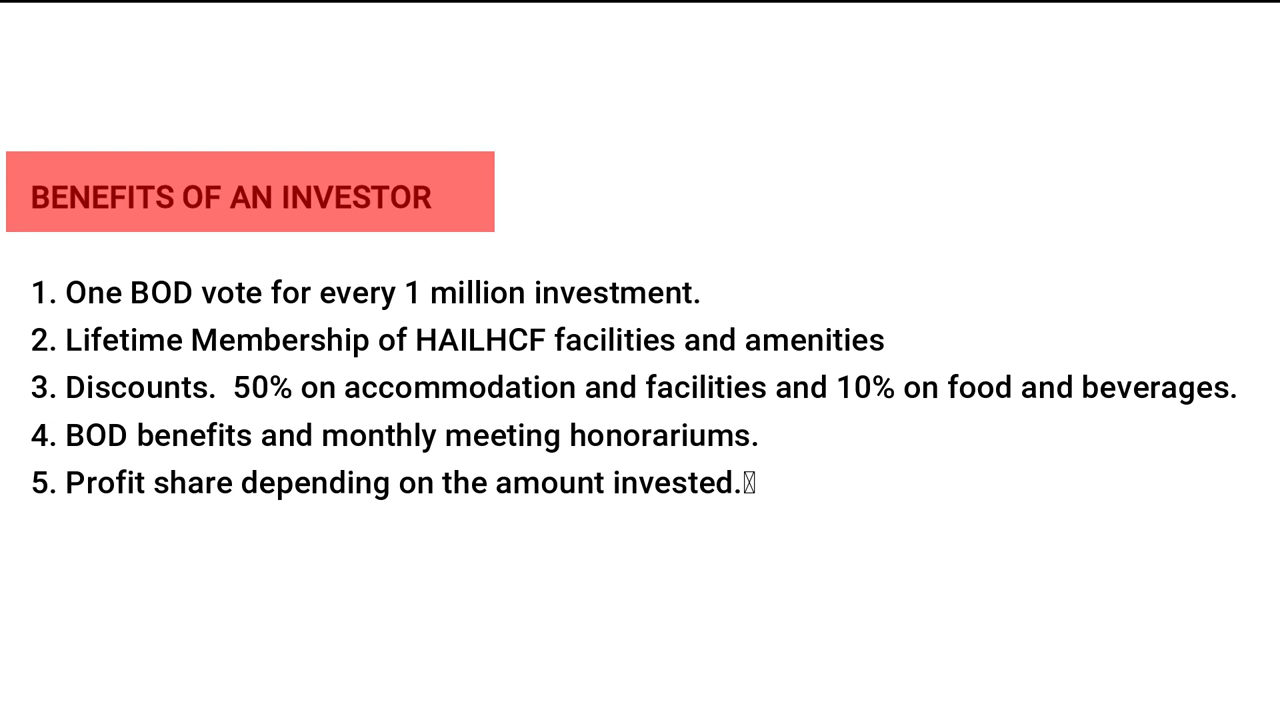 BENEFITS OF AN INVESTOR
1. One BOD vote for every 1 million investment.
2. Lifetime Membership of HAILHCF facilities and amenities
3. Discounts.  50% on accommodation and facilities and 10% on food and beverages.
4. BOD benefits and monthly meeting honorariums.
5. Profit share depending on the amount invested.